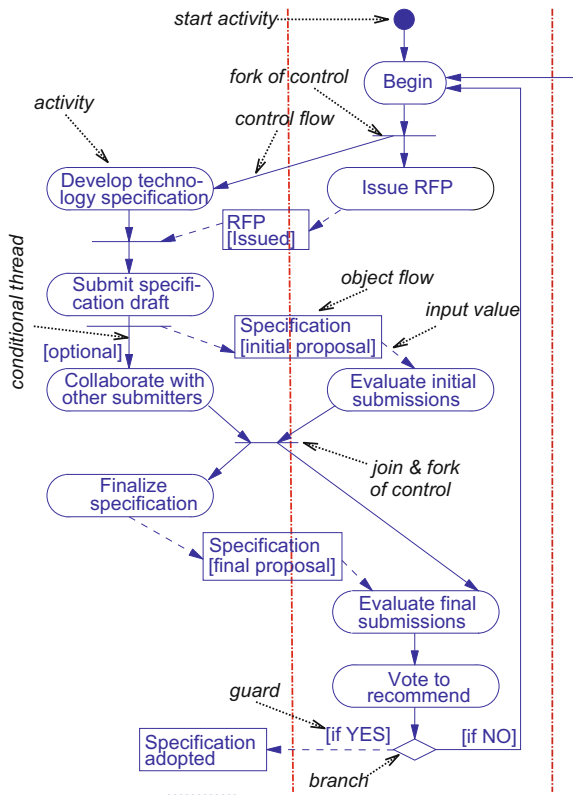 start activity
fork of control
Begin
activity
control flow
Develop techno-
logy specification
Issue RFP
RFP
[Issued]
Submit specifi-
cation draft
object flow
conditional thread
Specification
[initial proposal]
input value
[optional]
Collaborate with
other submitters
Evaluate initial
submissions
join & fork
of control
Finalize
specification
Specification
[final proposal]
Evaluate final
submissions
Vote to
recommend
guard
[if YES]
[if NO]
Specification
adopted
branch